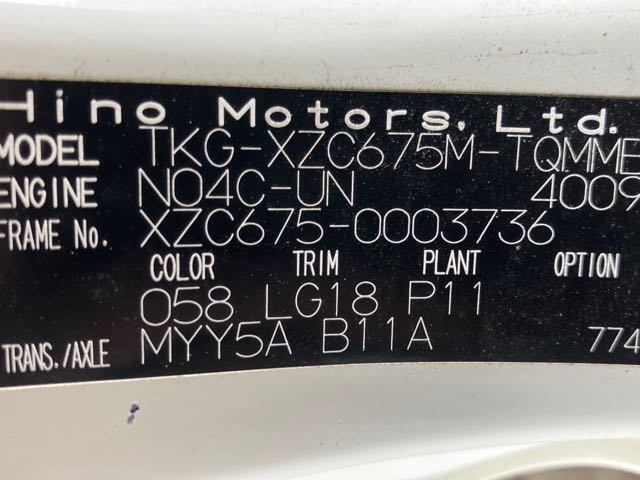 Hino Motors, Ltd.
MODEL TKG-XZC675M-TQMME
ENGINE N04C-UN 4009
FRAME No. XZC675-0003736
COLOR TRIM PLANT OPTION
058 LG18 P11
TRANS./AXLE MYY5A B11A 774